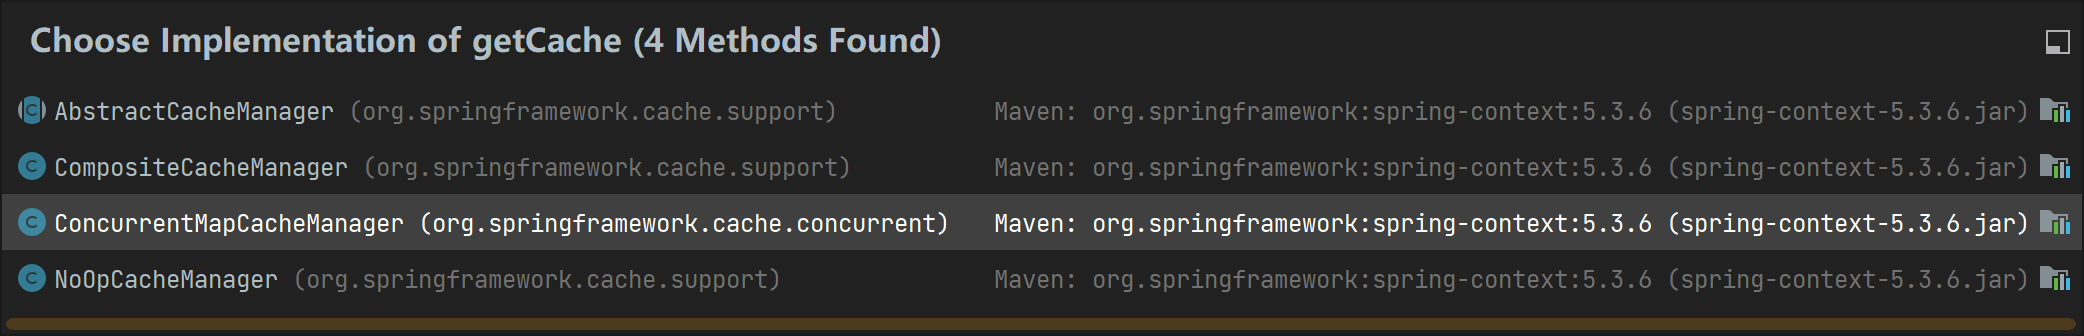 Choose Implementation of getCache (4 Methods Found)
AbstractCacheManager (org.springframework.cache.support) Maven: org.springframework:spring-context:5.3.6 (spring-context-5.3.6.jar)
CompositeCacheManager (org.springframework.cache.support) Maven: org.springframework:spring-context:5.3.6 (spring-context-5.3.6.jar)
ConcurrentMapCacheManager (org.springframework.cache.concurrent) Maven: org.springframework:spring-context:5.3.6 (spring-context-5.3.6.jar)
NoOpCacheManager (org.springframework.cache.support) Maven: org.springframework:spring-context:5.3.6 (spring-context-5.3.6.jar)